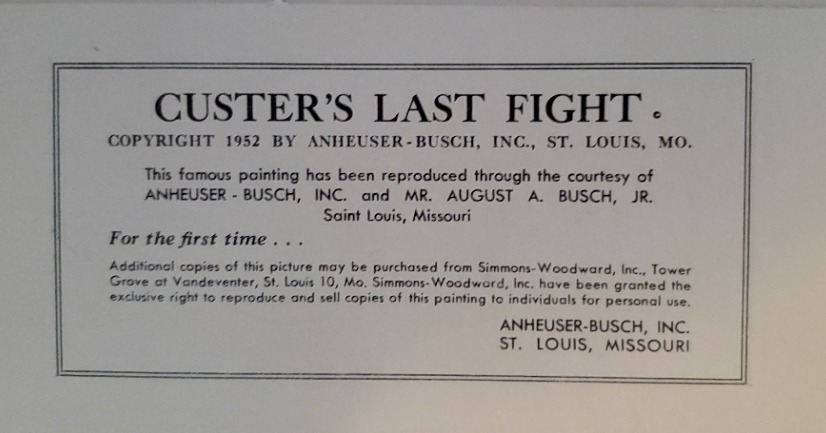 CUSTER'S LAST FIGHT
COPYRIGHT 1952 BY ANHEUSER-BUSCH, INC., ST. LOUIS, MO.
This famous painting has been reproduced through the courtesy of
ANHEUSER - BUSCH, INC. and MR. AUGUST A. BUSCH, JR.
Saint Louis, Missouri
For the first time . . .
Additional copies of this picture may be purchased from Simmons-Woodward, Inc., Tower
Grove at Vandeventer, St. Louis 10, Mo. Simmons-Woodward, Inc. have been granted the
exclusive right to reproduce and sell copies of this painting to individuals for personal use.
ANHEUSER-BUSCH, INC.
ST. LOUIS, MISSOURI